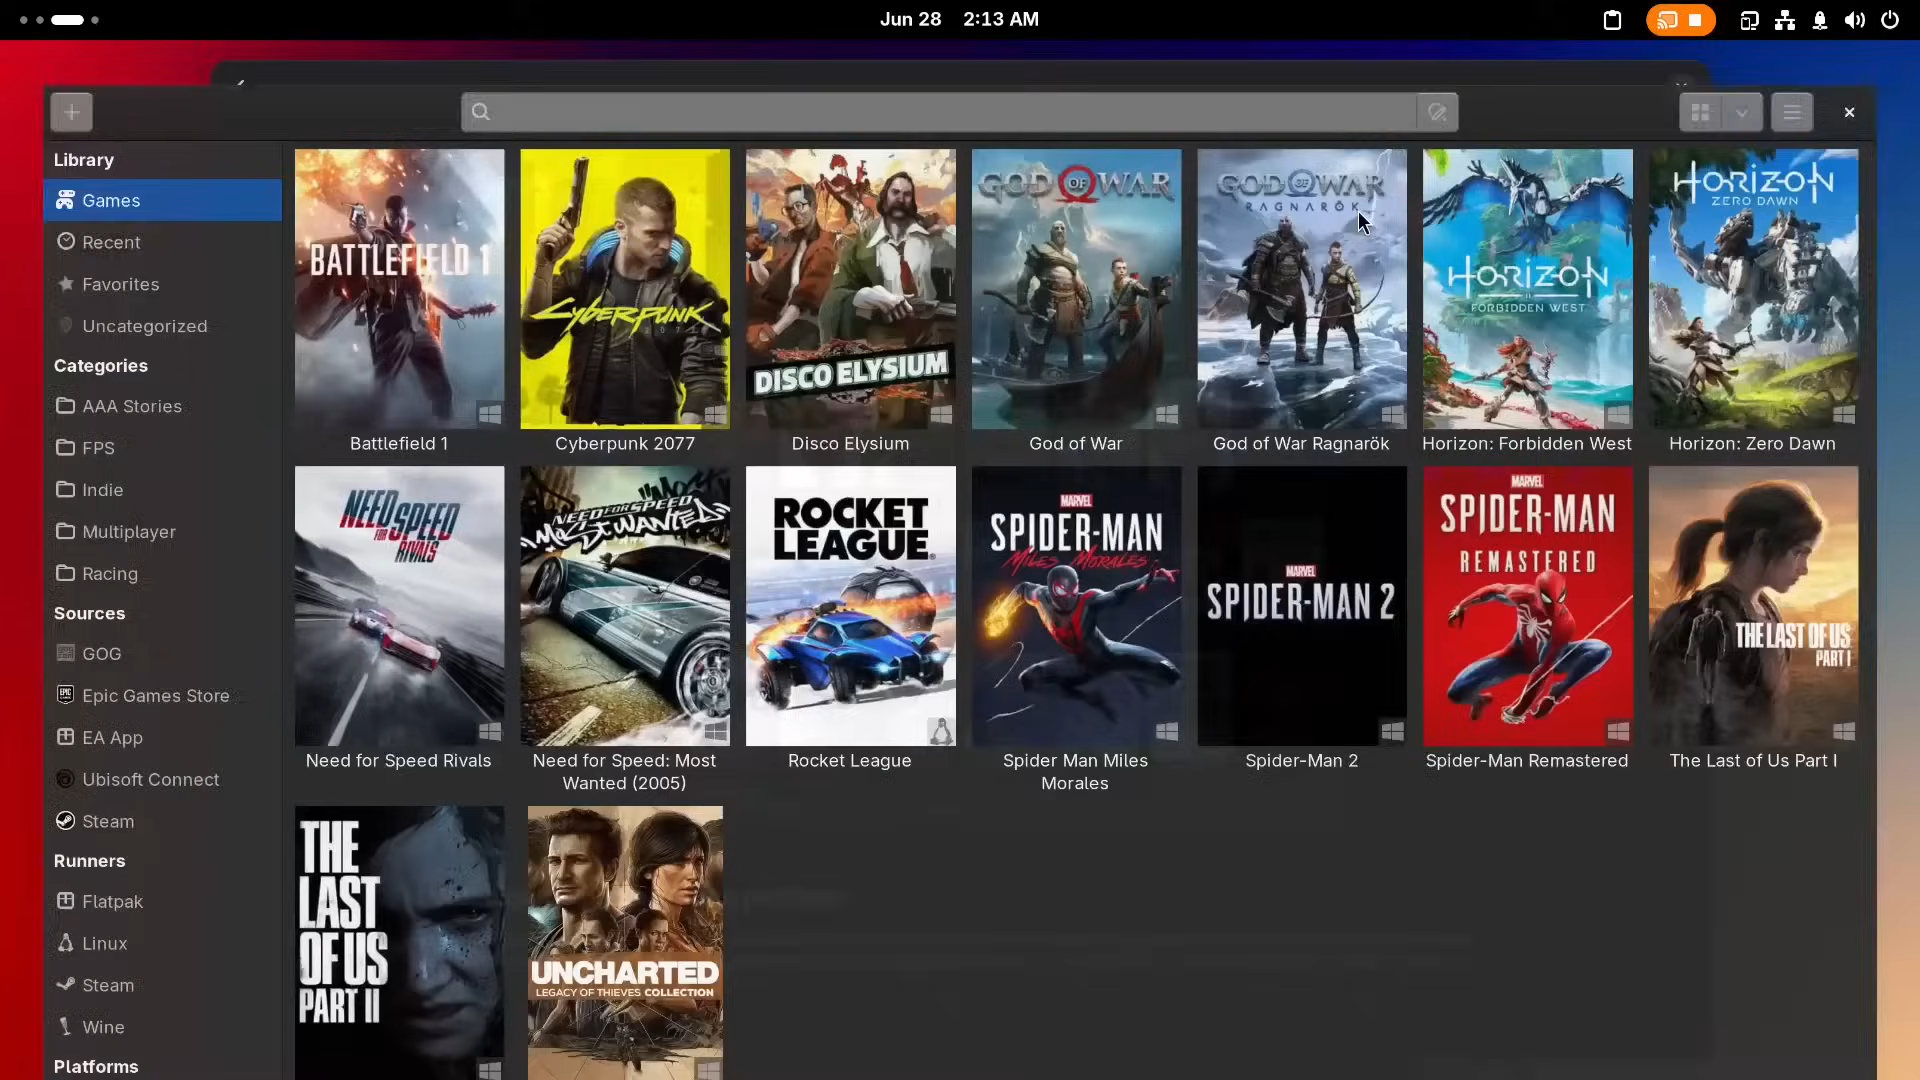 Jun 28 2:13 AM
Library
Games
Recent
Favorites
Uncategorized
Categories
AAA Stories
FPS
Indie
Multiplayer
Racing
Sources
GOG
Epic Games Store
EA App
Ubisoft Connect
Steam
Runners
Flatpak
Linux
Steam
Wine
Platforms
BATTLEFIELD 1
Cyberpunk
2077
DISCO ELYSIUM
GOD OF WAR
GOD OF WAR
RAGNARÖK
HORIZON
II
FORBIDDEN WEST
HORIZON
ZERO DAWN
Battlefield 1
Cyberpunk 2077
Disco Elysium
God of War
God of War Ragnarök
Horizon: Forbidden West
Horizon: Zero Dawn
NEED
FOR SPEED
RIVALS
NEED FOR SPEED
MOST WANTED
ROCKET
LEAGUE
MARVEL
SPIDER-MAN
MILES MORALES
MARVEL
SPIDER-MAN 2
MARVEL
SPIDER-MAN
REMASTERED
THE LAST OF US
PART I
Need for Speed Rivals
Need for Speed: Most
Wanted (2005)
Rocket League
Spider Man Miles
Morales
Spider-Man 2
Spider-Man Remastered
The Last of Us Part I
THE
LAST
OF US
PART II
UNCHARTED
LEGACY OF THIEVES COLLECTION